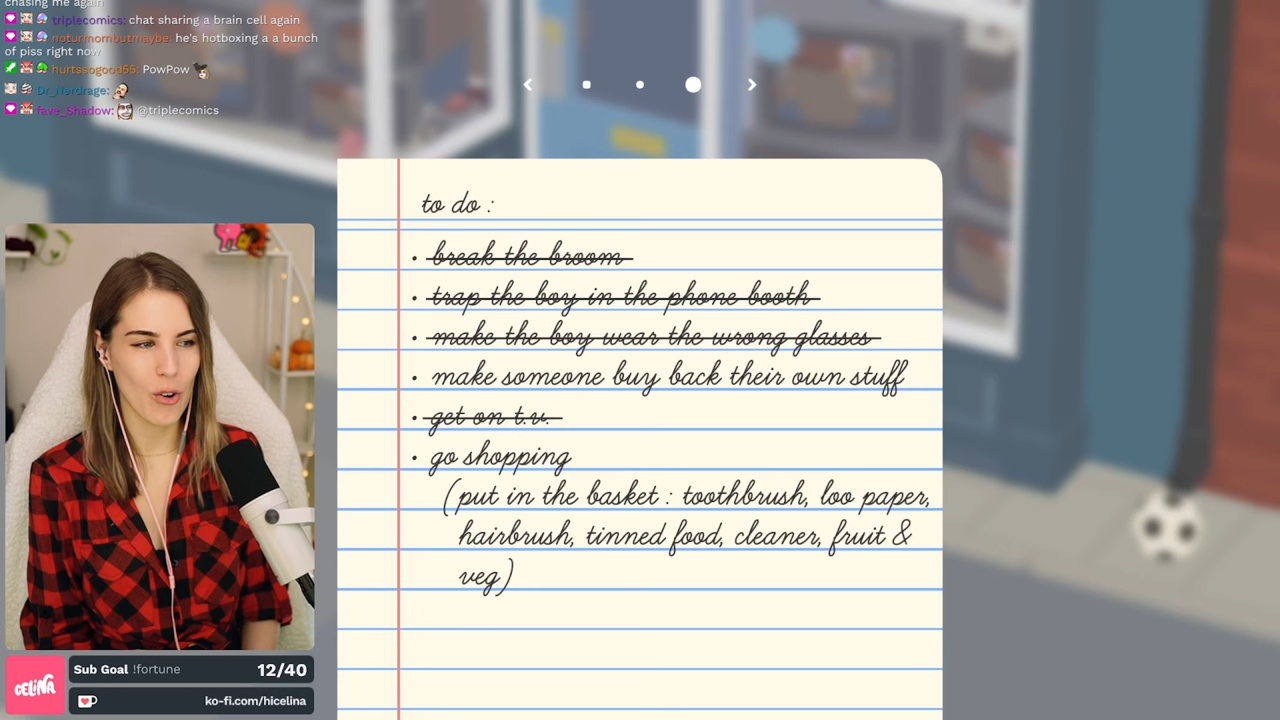 chasing me again
triplecomics: chat sharing a brain cell again
noturmombutmaybe: he's hotboxing a a bunch
of piss right now
hurtssogood55: PowPow
Dr_Nerdrage:
fave_Shadow: @triplecomics
to do :
• break the broom
• trap the boy in the phone booth
• make the boy wear the wrong glasses
• make someone buy back their own stuff
• get on t.v.
• go shopping
(put in the basket : toothbrush, loo paper,
hairbrush, tinned food, cleaner, fruit &
veg)
CELINA
Sub Goal !fortune 12/40
ko-fi.com/hicelina